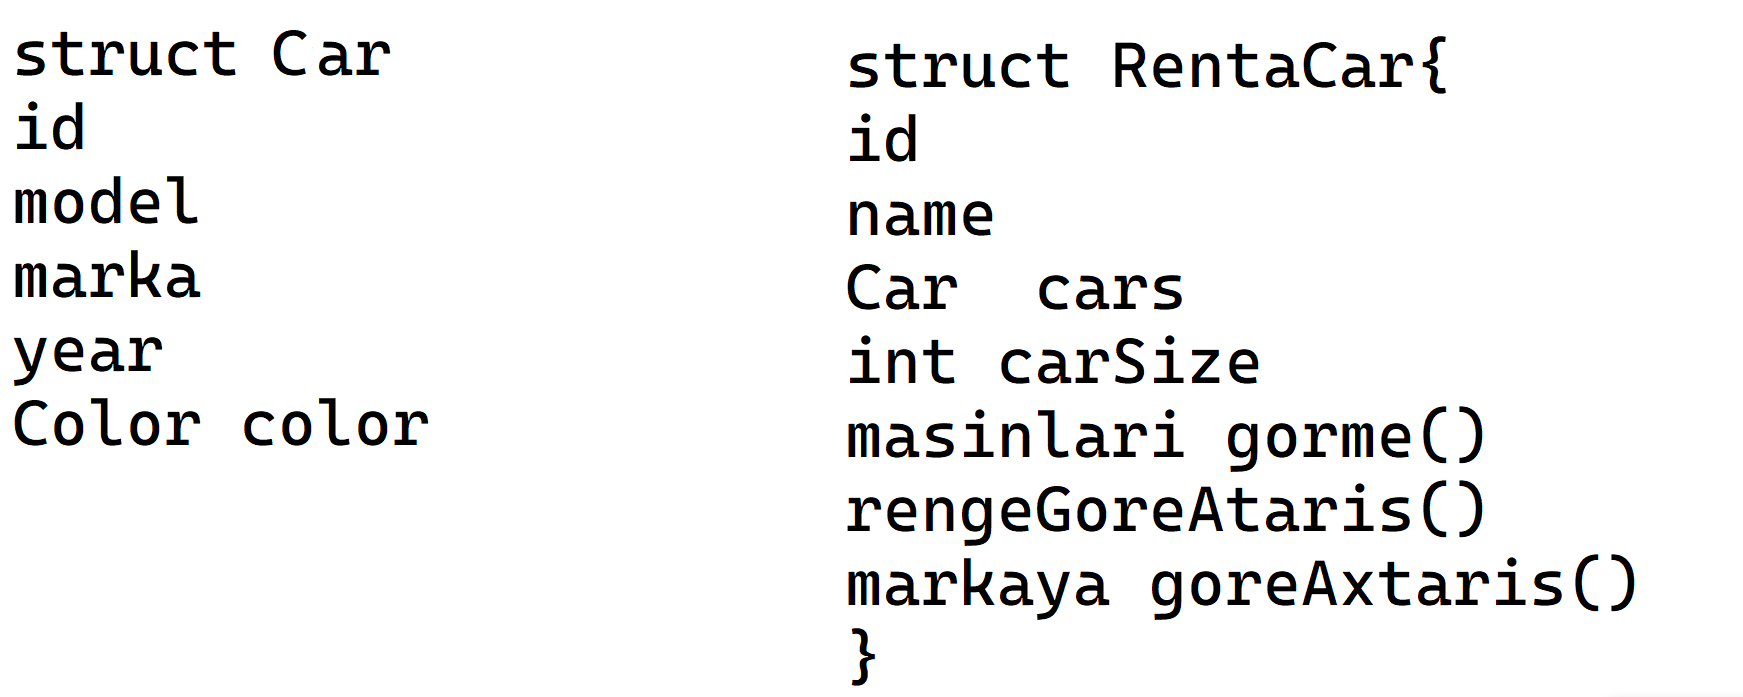 struct Car
id
model
marka
year
Color color
struct RentaCar{
id
name
Car  cars
int carSize
masinlari gorme()
rengeGoreAtaris()
markaya goreAxtaris()
}